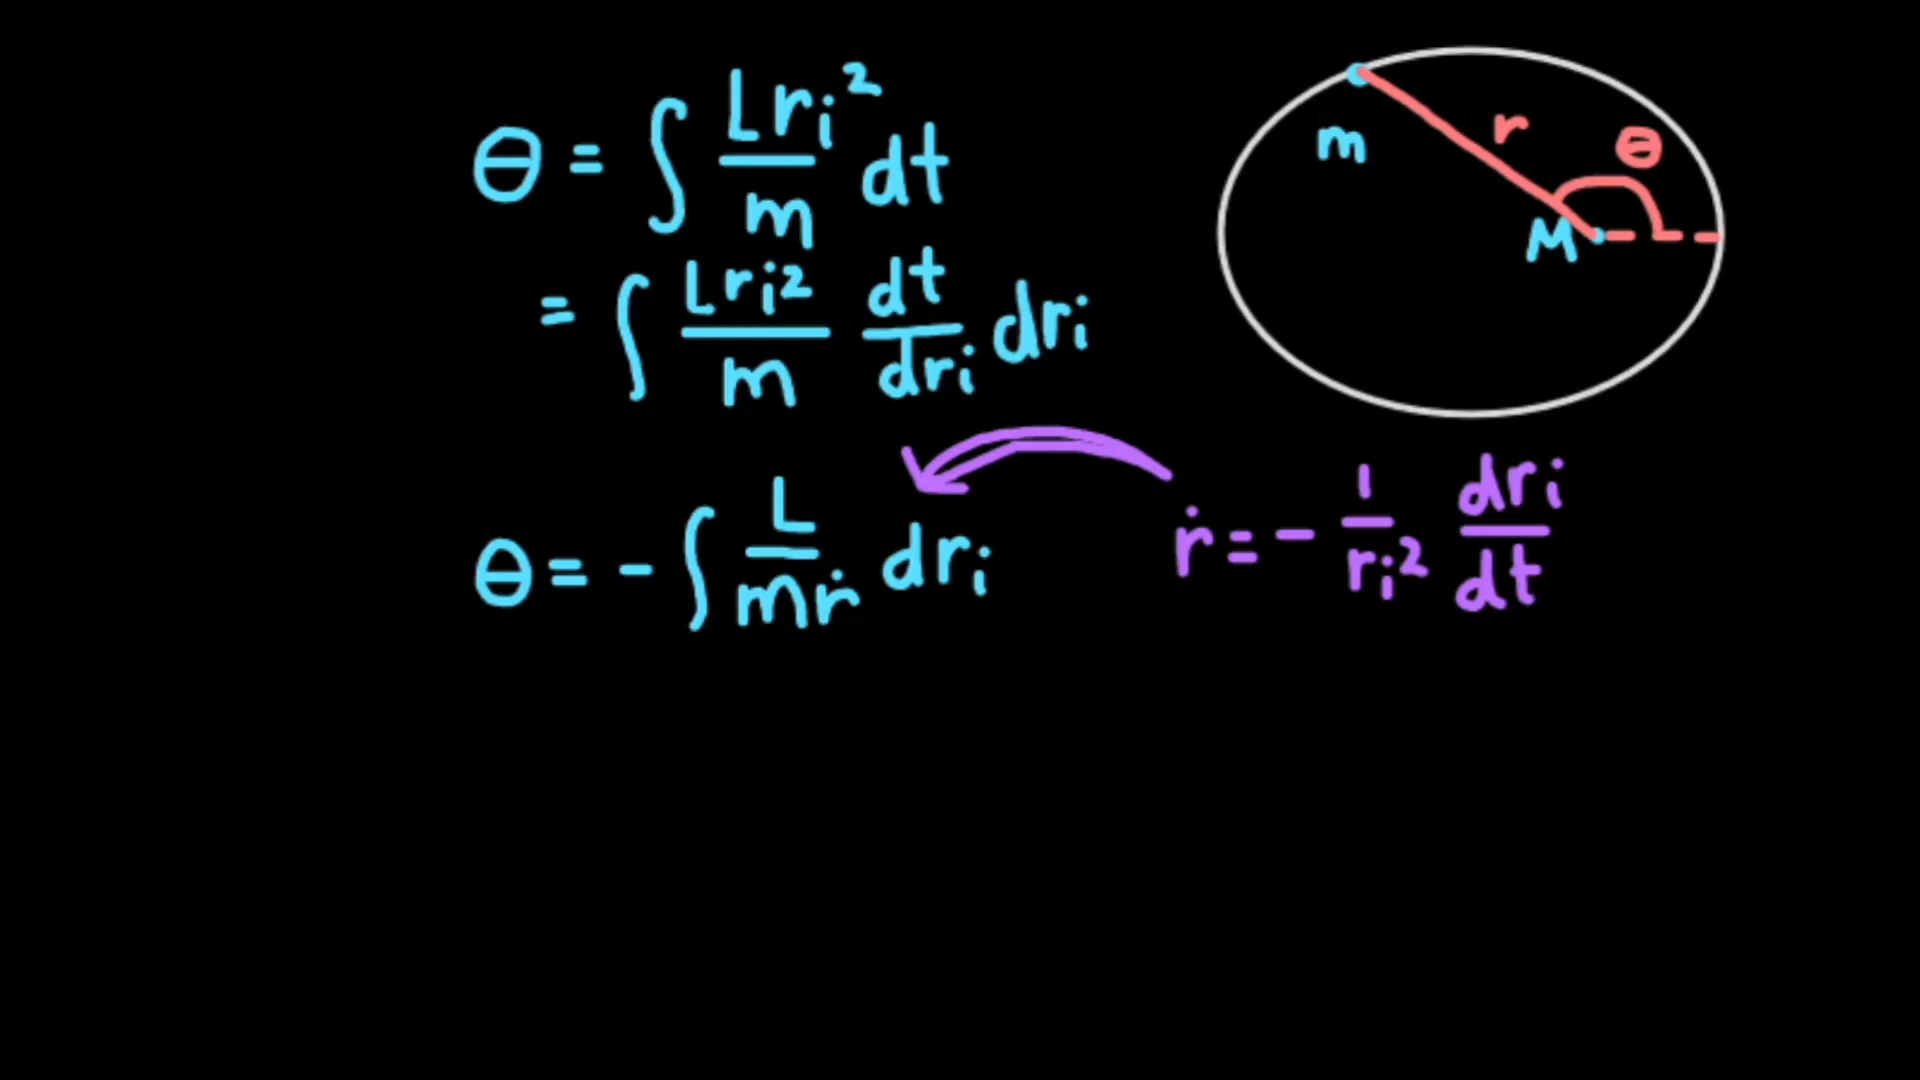 θ = ∫ Lrᵢ²/m dt
= ∫ Lrᵢ²/m dt/drᵢ drᵢ
θ = - ∫ L/mṙ drᵢ
ṙ = - 1/rᵢ² drᵢ/dt
m
r
θ
M